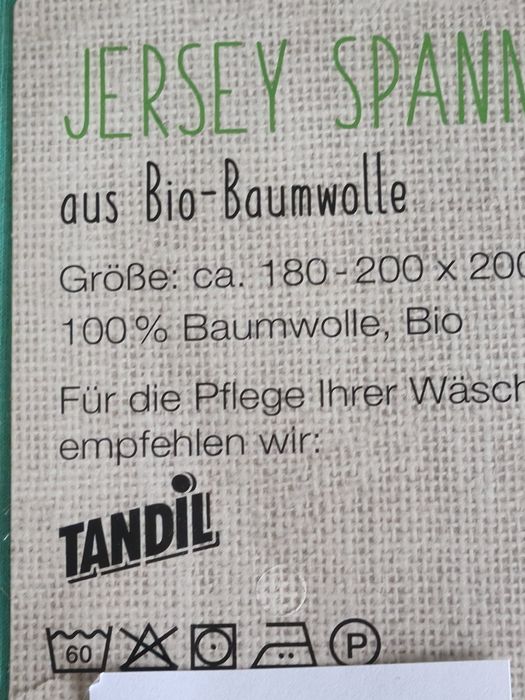 JERSEY SPANN
aus Bio-Baumwolle
Größe: ca. 180-200 x 200
100% Baumwolle, Bio
Für die Pflege Ihrer Wäsch
empfehlen wir:
TANDIL
60 P